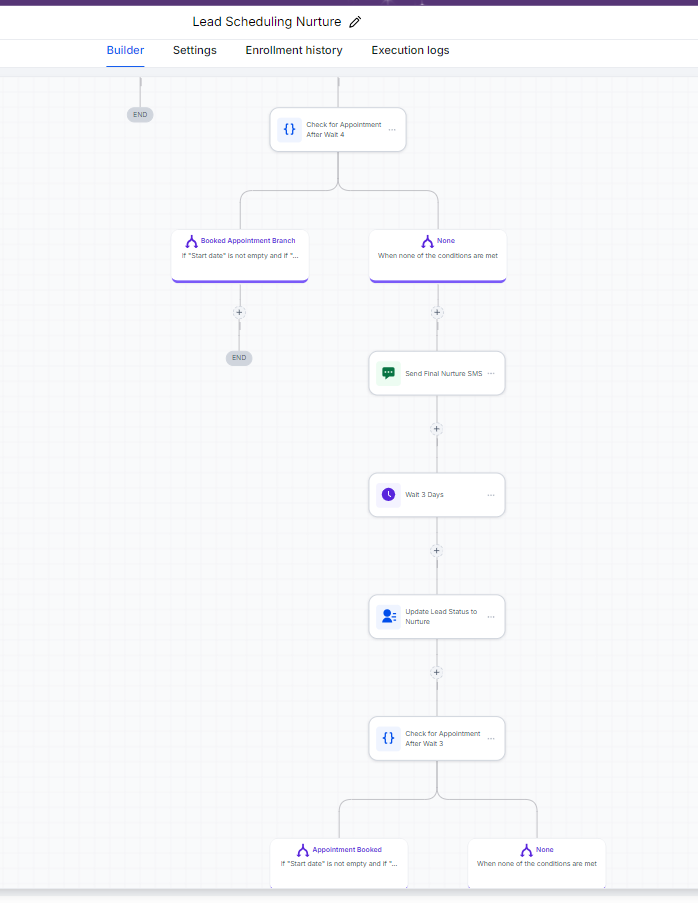 Lead Scheduling Nurture
Builder
Settings
Enrollment history
Execution logs
END
Check for Appointment
After Wait 4
Booked Appointment Branch
If "Start date" is not empty and if "...
None
When none of the conditions are met
END
Send Final Nurture SMS
Wait 3 Days
Update Lead Status to
Nurture
Check for Appointment
After Wait 3
Appointment Booked
If "Start date" is not empty and if "...
None
When none of the conditions are met